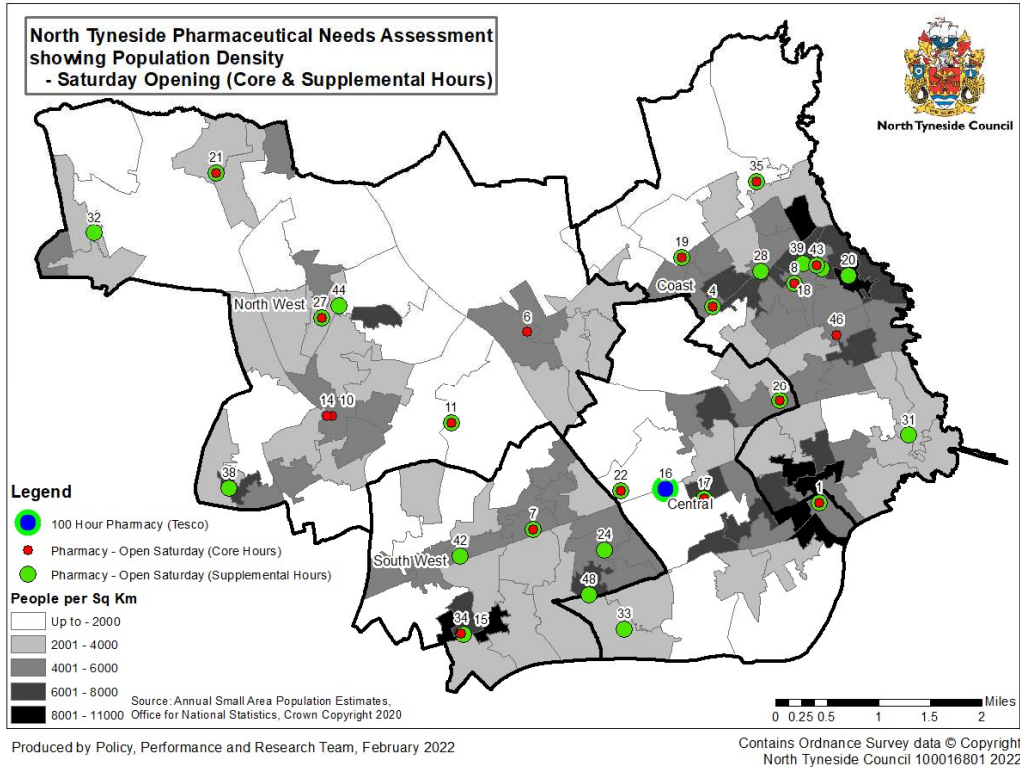 North Tyneside Pharmaceutical Needs Assessment
showing Population Density
- Saturday Opening (Core & Supplemental Hours)
North Tyneside Council
21
35
32
19
28
39
43
20
8
18
Coast
4
North West
27
44
6
46
14
10
11
26
31
38
22
16
17
Central
1
7
42
24
South West
48
34
15
33
Legend
100 Hour Pharmacy (Tesco)
Pharmacy - Open Saturday (Core Hours)
Pharmacy - Open Saturday (Supplemental Hours)
People per Sq Km
Up to - 2000
2001 - 4000
4001 - 6000
6001 - 8000
8001 - 11000
Source: Annual Small Area Population Estimates,
Office for National Statistics, Crown Copyright 2020
Miles
0 0.25 0.5 1 1.5 2
Produced by Policy, Performance and Research Team, February 2022
Contains Ordnance Survey data © Copyright
North Tyneside Council 100016801 2022